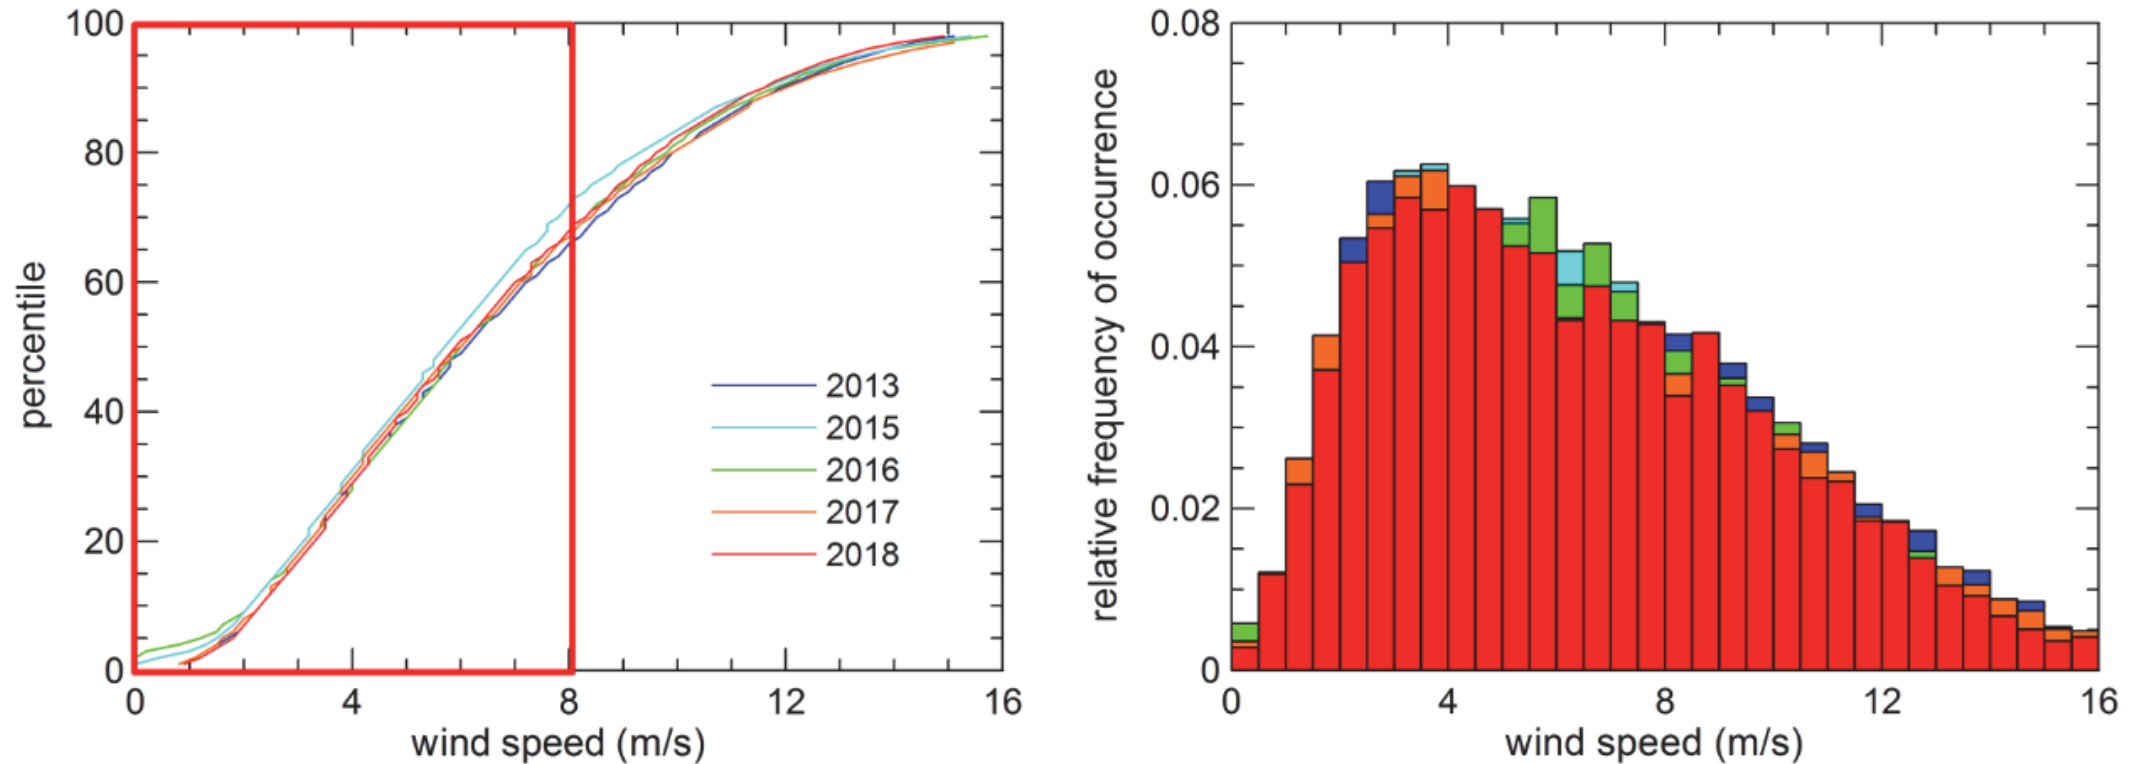 100
80
60
40
20
0
percentile
0 4 8 12 16
wind speed (m/s)
2013
2015
2016
2017
2018
0.08
0.06
0.04
0.02
0
relative frequency of occurrence
0 4 8 12 16
wind speed (m/s)